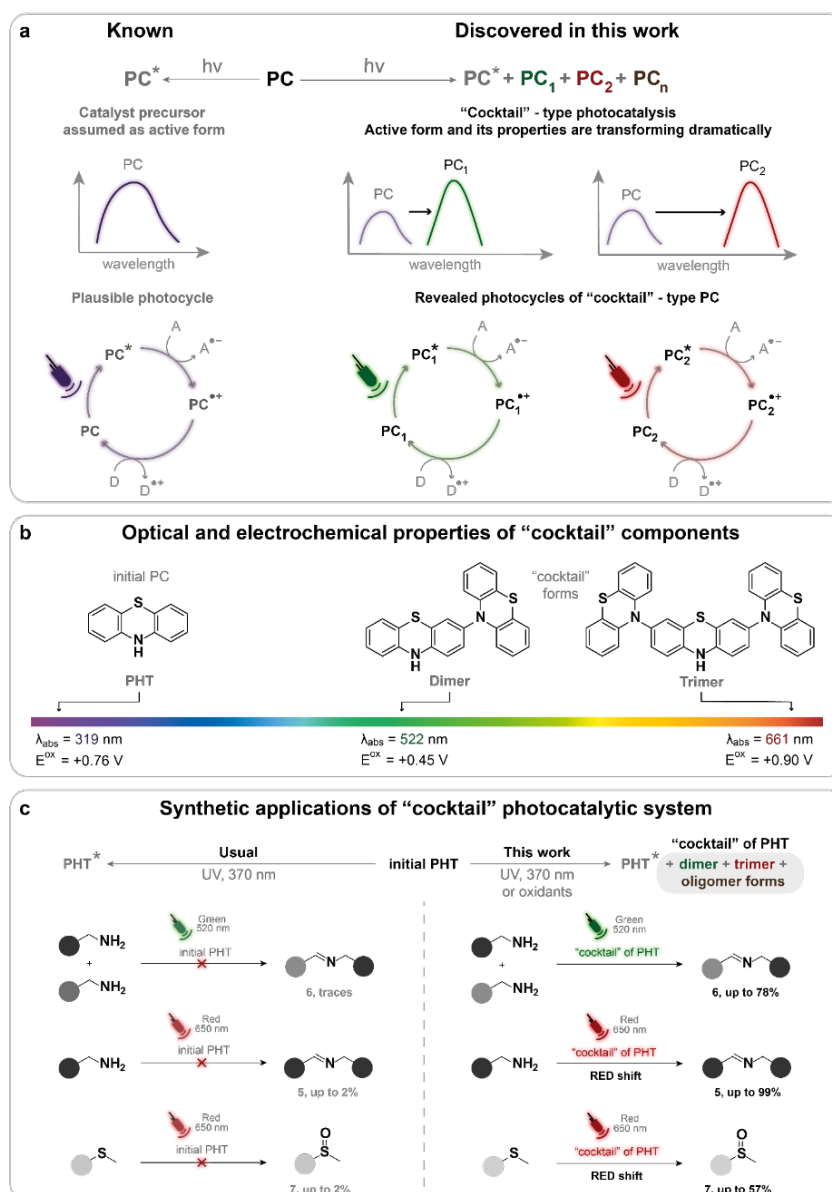 a
Known
Discovered in this work
PC* hν PC hν PC* + PC1 + PC2 + PCn
Catalyst precursor
assumed as active form
"Cocktail" - type photocatalysis
Active form and its properties are transforming dramatically
PC
PC
PC1
PC
PC2
wavelength
wavelength
wavelength
Plausible photocycle
Revealed photocycles of "cocktail" - type PC
PC*
A
A•−
PC•+
PC
D
D•+
PC1*
A
A•−
PC1•+
PC1
D
D•+
PC2*
A
A•−
PC2•+
PC2
D
D•+
b
Optical and electrochemical properties of "cocktail" components
initial PC
"cocktail"
forms
S
N
H
S
N
H
N
S
S
N
S
N
H
N
S
PHT
Dimer
Trimer
λabs = 319 nm
Eox = +0.76 V
λabs = 522 nm
Eox = +0.45 V
λabs = 661 nm
Eox = +0.90 V
c
Synthetic applications of "cocktail" photocatalytic system
PHT*
Usual
UV, 370 nm
initial PHT
This work
UV, 370 nm
or oxidants
PHT*
"cocktail" of PHT
+ dimer + trimer +
oligomer forms
NH2
+
NH2
Green
520 nm
initial PHT
N
6, traces
NH2
+
NH2
Green
520 nm
"cocktail" of PHT
N
6, up to 78%
NH2
Red
650 nm
initial PHT
N
5, up to 2%
NH2
Red
650 nm
"cocktail" of PHT
RED shift
N
5, up to 99%
S
Red
650 nm
initial PHT
O
S
7, up to 2%
S
Red
650 nm
"cocktail" of PHT
RED shift
O
S
7, up to 57%